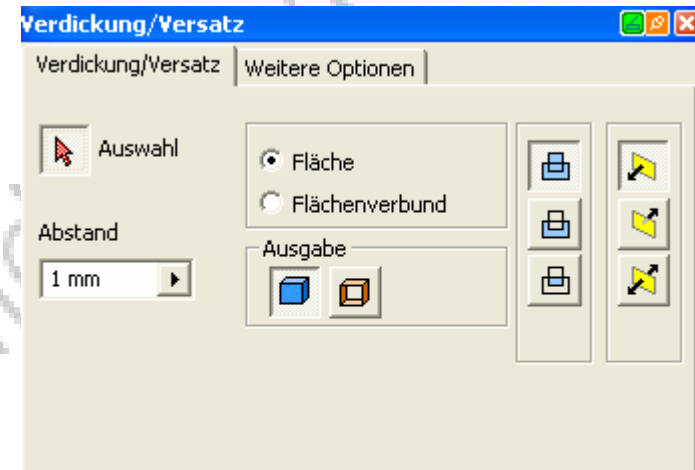 Verdickung/Versatz
Verdickung/Versatz
Weitere Optionen
Auswahl
Fläche
Flächenverbund
Abstand
1 mm
Ausgabe